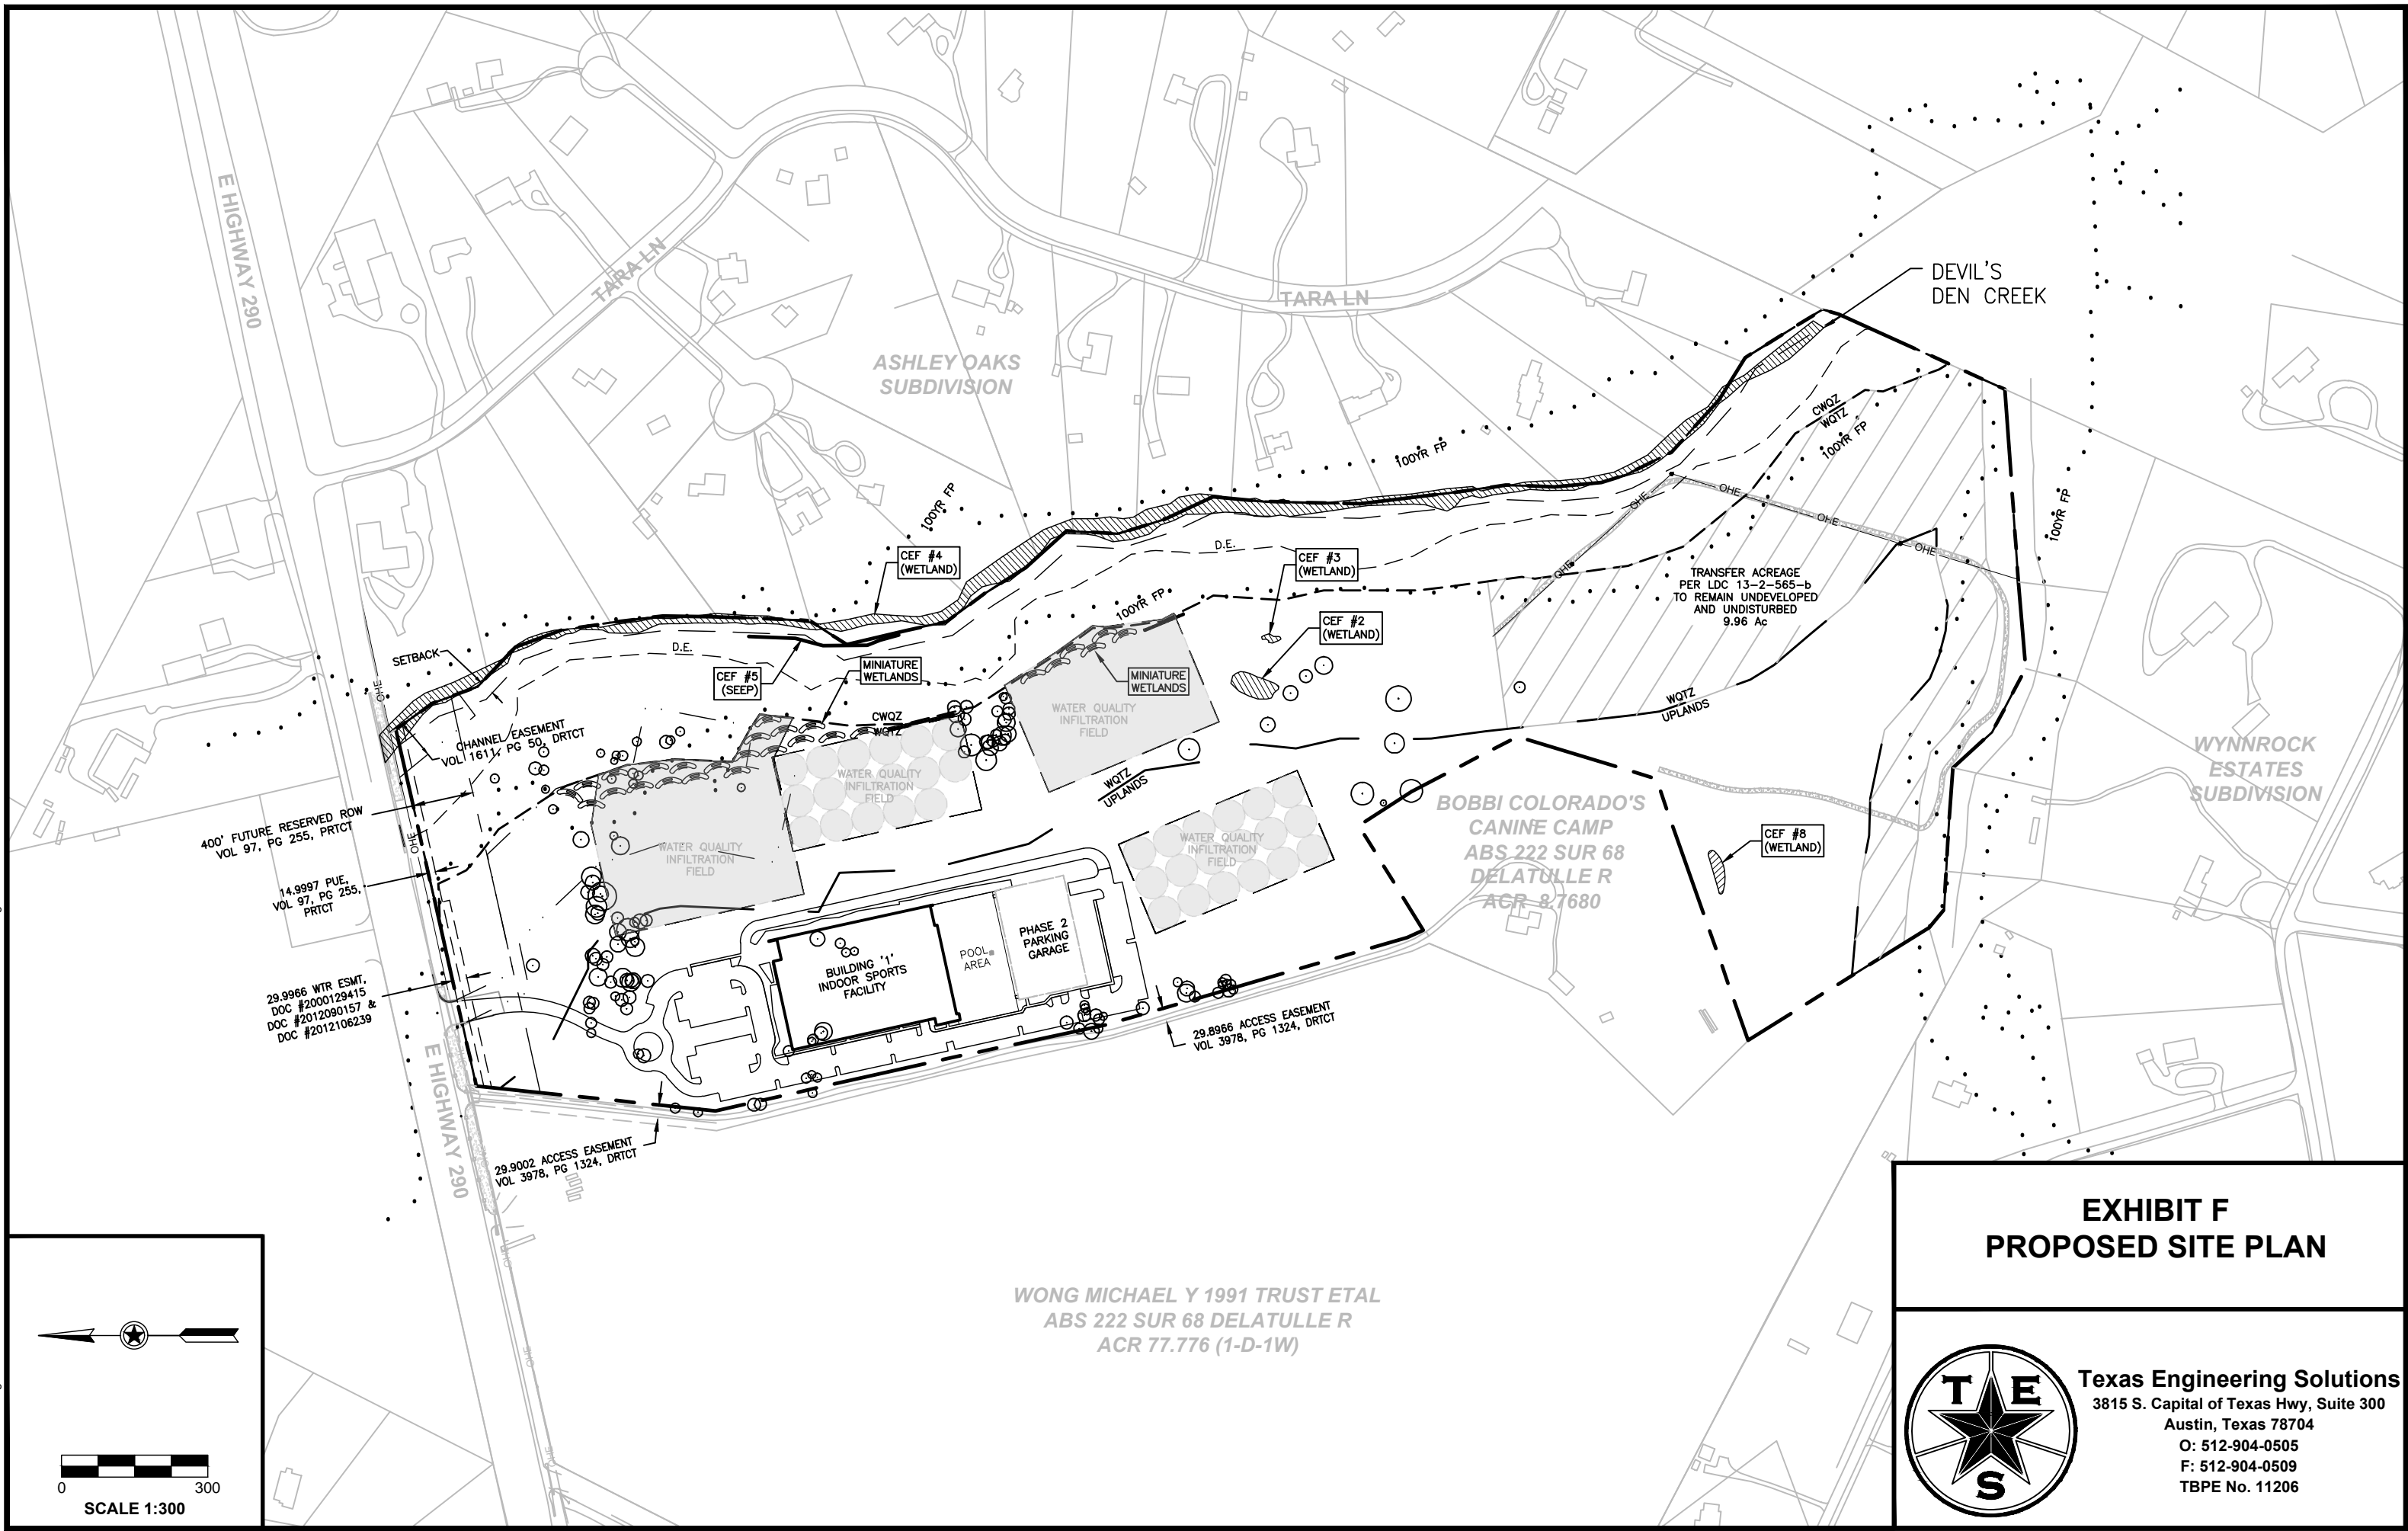 E HIGHWAY 290
TARA LN
TARA LN
ASHLEY OAKS
SUBDIVISION
DEVIL'S
DEN CREEK
CWQZ
WQTZ
100YR FP
100YR FP
100YR FP
100YR FP
100YR FP
OHE
OHE
OHE
OHE
OHE
CEF #4
(WETLAND)
D.E.
CEF #3
(WETLAND)
CEF #2
(WETLAND)
TRANSFER ACREAGE
PER LDC 13-2-565-b
TO REMAIN UNDEVELOPED
AND UNDISTURBED
9.96 Ac
SETBACK
D.E.
CEF #5
(SEEP)
MINIATURE
WETLANDS
MINIATURE
WETLANDS
OHE
CHANNEL EASEMENT
VOL 1611, PG 50, DRTCT
CWQZ
WQTZ
WATER QUALITY
INFILTRATION
FIELD
WQTZ
UPLANDS
WATER QUALITY
INFILTRATION
FIELD
WQTZ
UPLANDS
WYNNROCK
ESTATES
SUBDIVISION
400' FUTURE RESERVED ROW
VOL 97, PG 255, PRTCT
OHE
WATER QUALITY
INFILTRATION
FIELD
WATER QUALITY
INFILTRATION
FIELD
BOBBI COLORADO'S
CANINE CAMP
ABS 222 SUR 68
DELATULLE R
ACR 8.7680
CEF #8
(WETLAND)
14.9997 PUE,
VOL 97, PG 255,
PRTCT
BUILDING '1'
INDOOR SPORTS
FACILITY
POOL
AREA
PHASE 2
PARKING
GARAGE
29.9966 WTR ESMT,
DOC #2000129415
DOC #2012090157 &
DOC #2012106239
29.8966 ACCESS EASEMENT
VOL 3978, PG 1324, DRTCT
E HIGHWAY 290
29.9002 ACCESS EASEMENT
VOL 3978, PG 1324, DRTCT
OHE
OHE
OHE
WONG MICHAEL Y 1991 TRUST ETAL
ABS 222 SUR 68 DELATULLE R
ACR 77.776 (1-D-1W)
0 300
SCALE 1:300
EXHIBIT F
PROPOSED SITE PLAN
T E
S
Texas Engineering Solutions
3815 S. Capital of Texas Hwy, Suite 300
Austin, Texas 78704
O: 512-904-0505
F: 512-904-0509
TBPE No. 11206